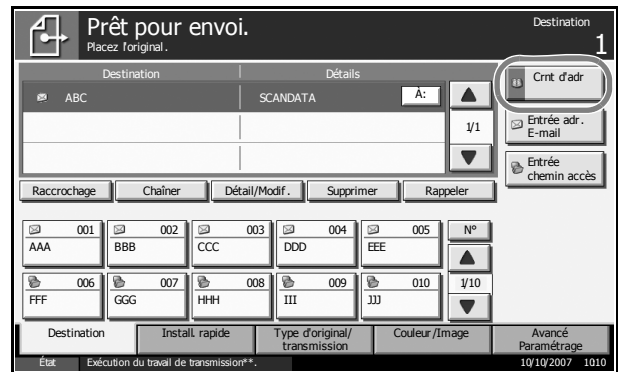 Prêt pour envoi.
Placez l'original.
Destination
1
Destination Détails
ABC SCANDATA À:
1/1
Crnt d'adr
Entrée adr.
E-mail
Entrée
chemin accès
Raccrochage Chaîner Détail/Modif. Supprimer Rappeler
001 002 003 004 005 N°
AAA BBB CCC DDD EEE
006 007 008 009 010 1/10
FFF GGG HHH III JJJ
Destination Install. rapide Type d'original/
transmission Couleur/Image Avancé
Paramétrage
État Exécution du travail de transmission**. 10/10/2007 1010